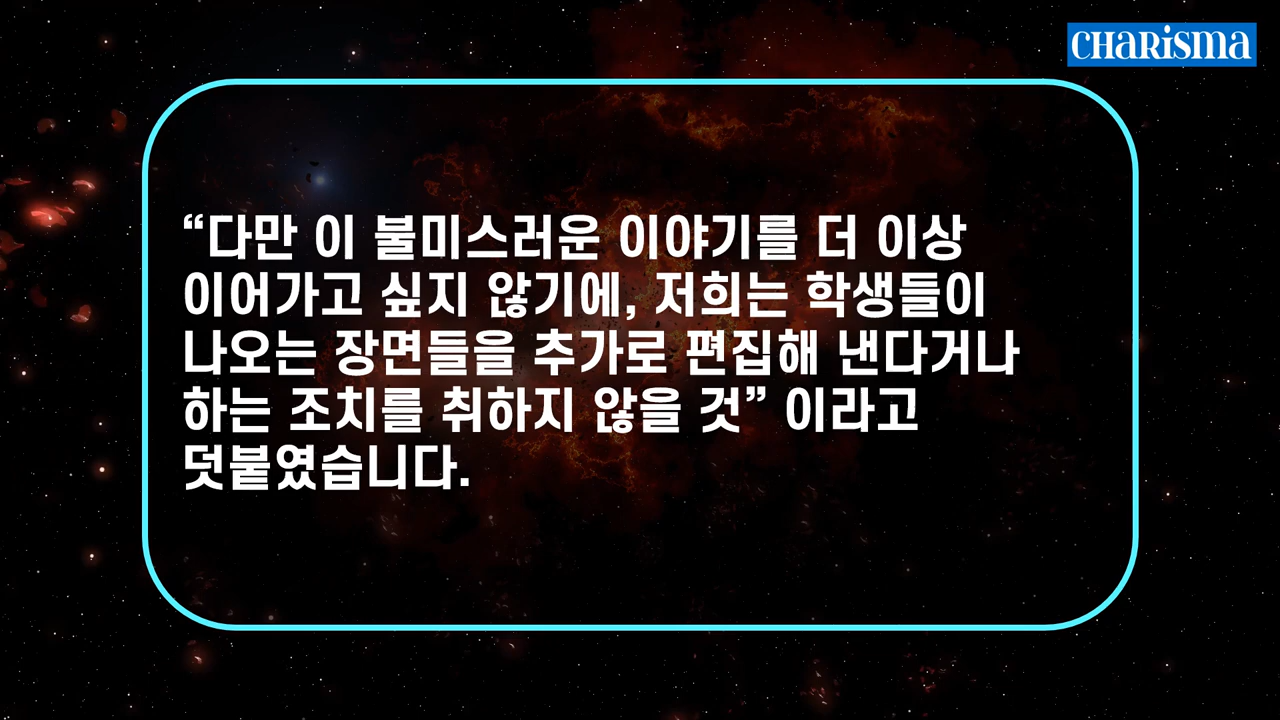 CHARiSMA
“다만 이 불미스러운 이야기를 더 이상
이어가고 싶지 않기에, 저희는 학생들이
나오는 장면들을 추가로 편집해 낸다거나
하는 조치를 취하지 않을 것” 이라고
덧붙였습니다.